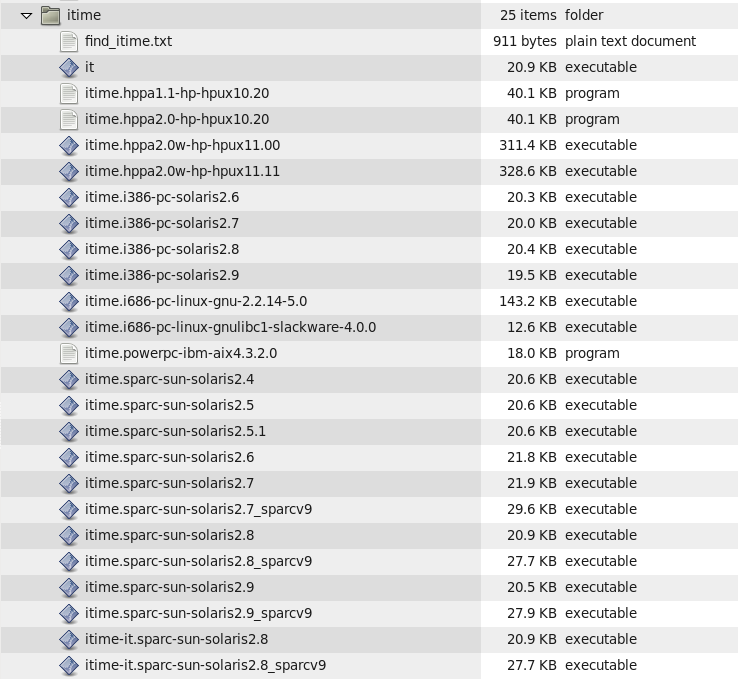 itime 25 items folder
find_itime.txt 911 bytes plain text document
it 20.9 KB executable
itime.hppa1.1-hp-hpux10.20 40.1 KB program
itime.hppa2.0-hp-hpux10.20 40.1 KB program
itime.hppa2.0w-hp-hpux11.00 311.4 KB executable
itime.hppa2.0w-hp-hpux11.11 328.6 KB executable
itime.i386-pc-solaris2.6 20.3 KB executable
itime.i386-pc-solaris2.7 20.0 KB executable
itime.i386-pc-solaris2.8 20.4 KB executable
itime.i386-pc-solaris2.9 19.5 KB executable
itime.i686-pc-linux-gnu-2.2.14-5.0 143.2 KB executable
itime.i686-pc-linux-gnulibc1-slackware-4.0.0 12.6 KB executable
itime.powerpc-ibm-aix4.3.2.0 18.0 KB program
itime.sparc-sun-solaris2.4 20.6 KB executable
itime.sparc-sun-solaris2.5 20.6 KB executable
itime.sparc-sun-solaris2.5.1 20.6 KB executable
itime.sparc-sun-solaris2.6 21.8 KB executable
itime.sparc-sun-solaris2.7 21.9 KB executable
itime.sparc-sun-solaris2.7_sparcv9 29.6 KB executable
itime.sparc-sun-solaris2.8 20.9 KB executable
itime.sparc-sun-solaris2.8_sparcv9 27.7 KB executable
itime.sparc-sun-solaris2.9 20.5 KB executable
itime.sparc-sun-solaris2.9_sparcv9 27.9 KB executable
itime-it.sparc-sun-solaris2.8 20.9 KB executable
itime-it.sparc-sun-solaris2.8_sparcv9 27.7 KB executable